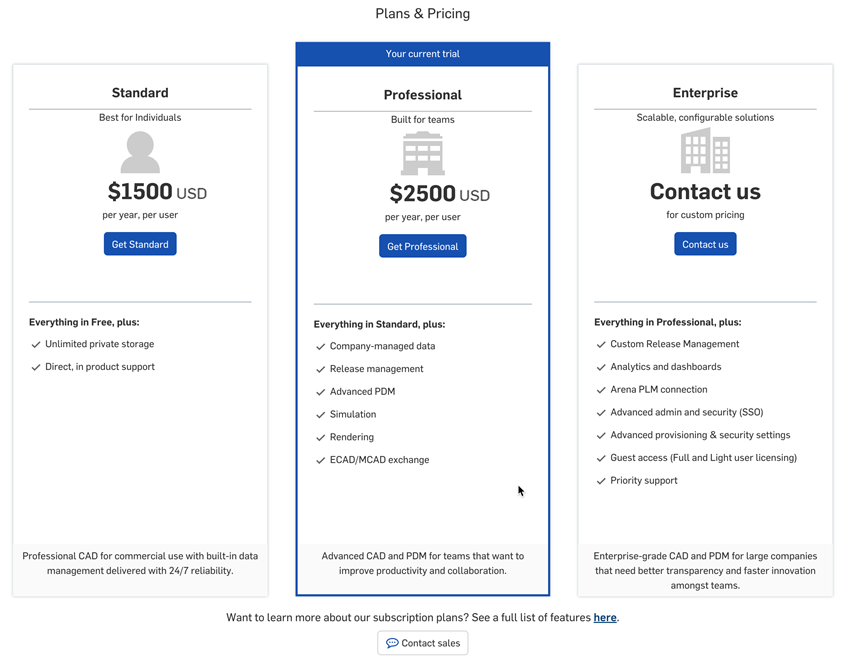 Plans & Pricing
Standard
Best for Individuals
$1500 USD
per year, per user
Get Standard
Everything in Free, plus:
Unlimited private storage
Direct, in product support
Professional CAD for commercial use with built-in data
management delivered with 24/7 reliability.
Your current trial
Professional
Built for teams
$2500 USD
per year, per user
Get Professional
Everything in Standard, plus:
Company-managed data
Release management
Advanced PDM
Simulation
Rendering
ECAD/MCAD exchange
Advanced CAD and PDM for teams that want to
improve productivity and collaboration.
Enterprise
Scalable, configurable solutions
Contact us
for custom pricing
Contact us
Everything in Professional, plus:
Custom Release Management
Analytics and dashboards
Arena PLM connection
Advanced admin and security (SSO)
Advanced provisioning & security settings
Guest access (Full and Light user licensing)
Priority support
Enterprise-grade CAD and PDM for large companies
that need better transparency and faster innovation
amongst teams.
Want to learn more about our subscription plans? See a full list of features here.
Contact sales